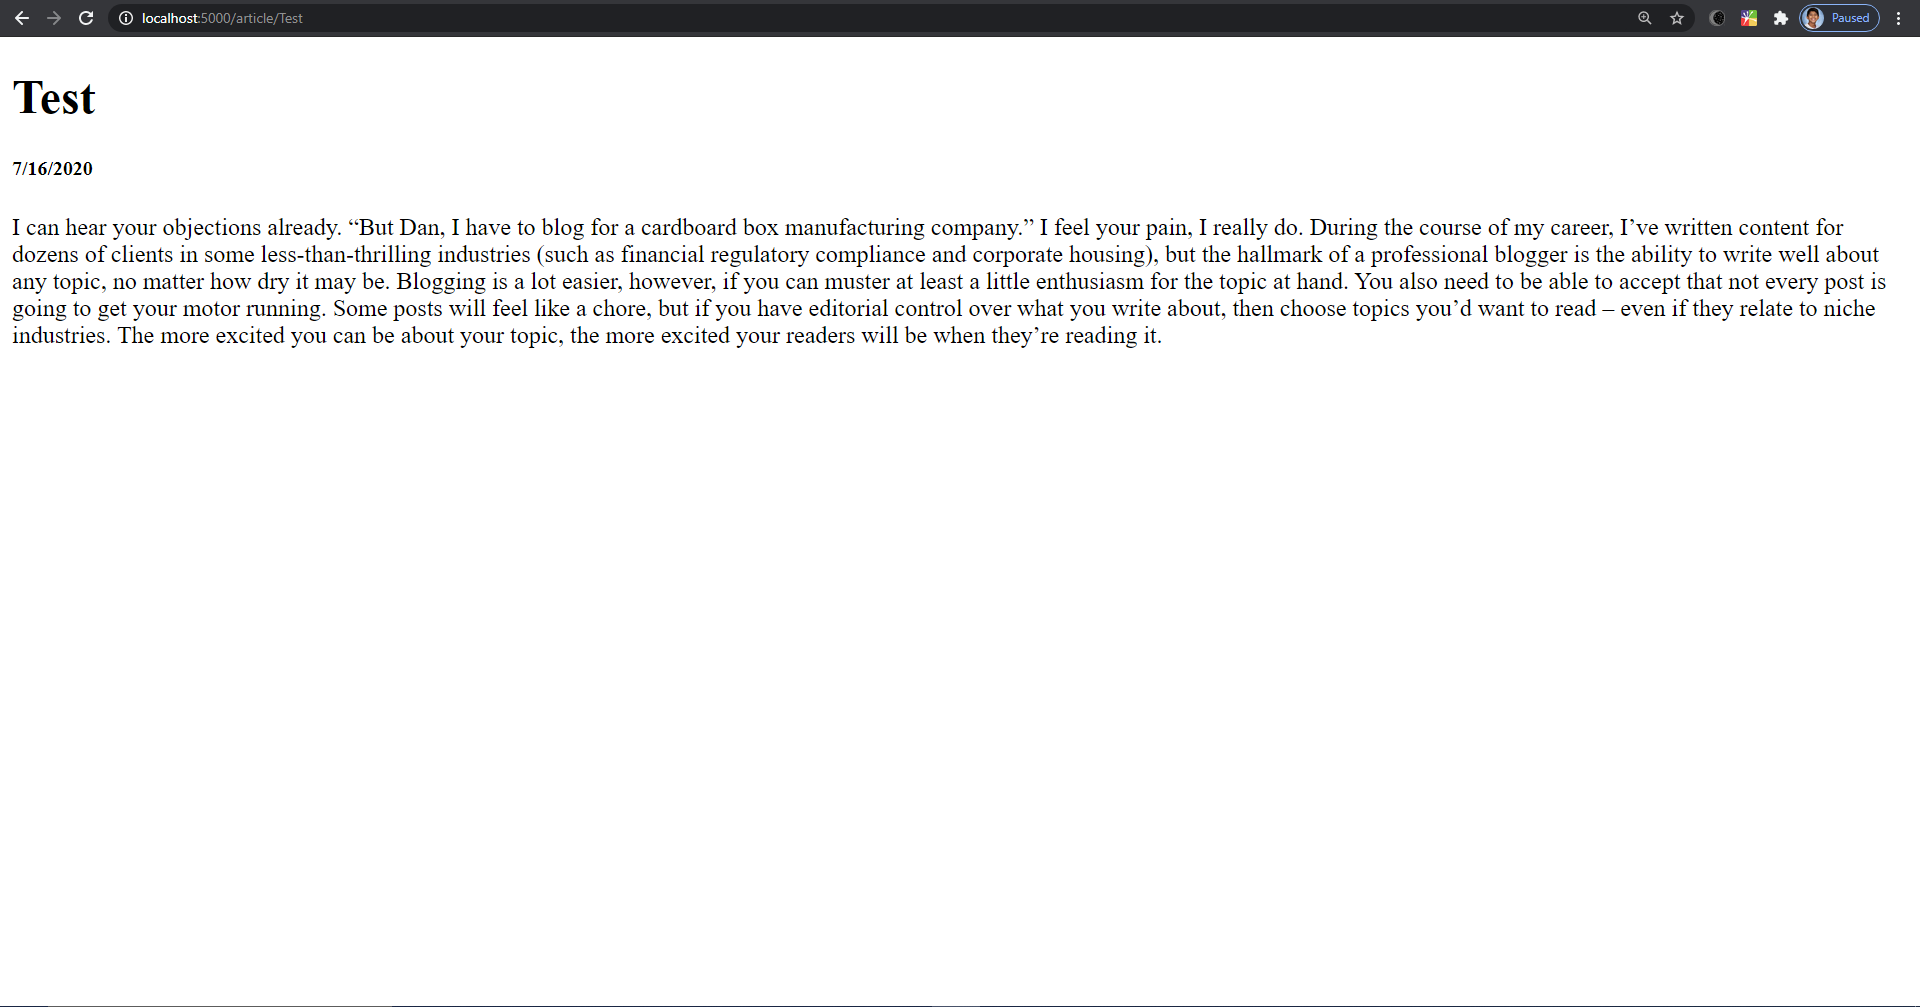 localhost:5000/article/Test
Paused
Test
7/16/2020
I can hear your objections already. “But Dan, I have to blog for a cardboard box manufacturing company.” I feel your pain, I really do. During the course of my career, I’ve written content for
dozens of clients in some less-than-thrilling industries (such as financial regulatory compliance and corporate housing), but the hallmark of a professional blogger is the ability to write well about
any topic, no matter how dry it may be. Blogging is a lot easier, however, if you can muster at least a little enthusiasm for the topic at hand. You also need to be able to accept that not every post is
going to get your motor running. Some posts will feel like a chore, but if you have editorial control over what you write about, then choose topics you’d want to read – even if they relate to niche
industries. The more excited you can be about your topic, the more excited your readers will be when they’re reading it.